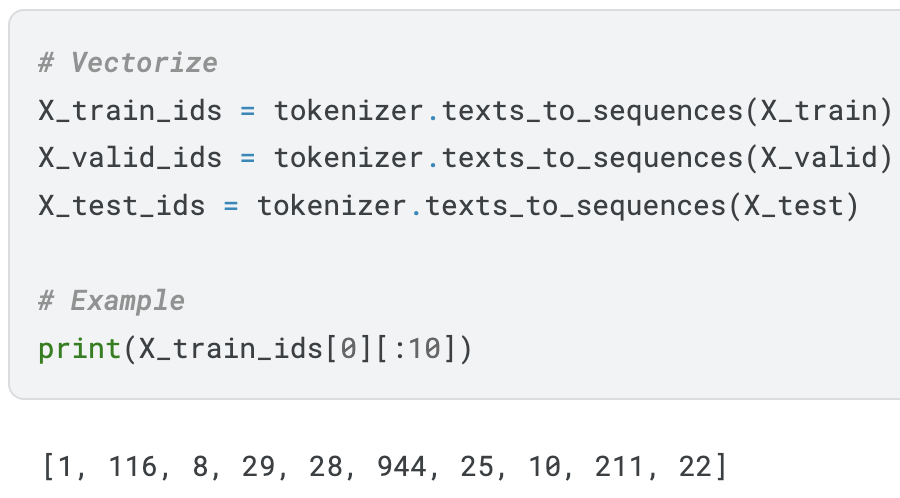 # Vectorize
X_train_ids = tokenizer.texts_to_sequences(X_train)
X_valid_ids = tokenizer.texts_to_sequences(X_valid)
X_test_ids = tokenizer.texts_to_sequences(X_test)
# Example
print(X_train_ids[0][:10])
[1, 116, 8, 29, 28, 944, 25, 10, 211, 22]